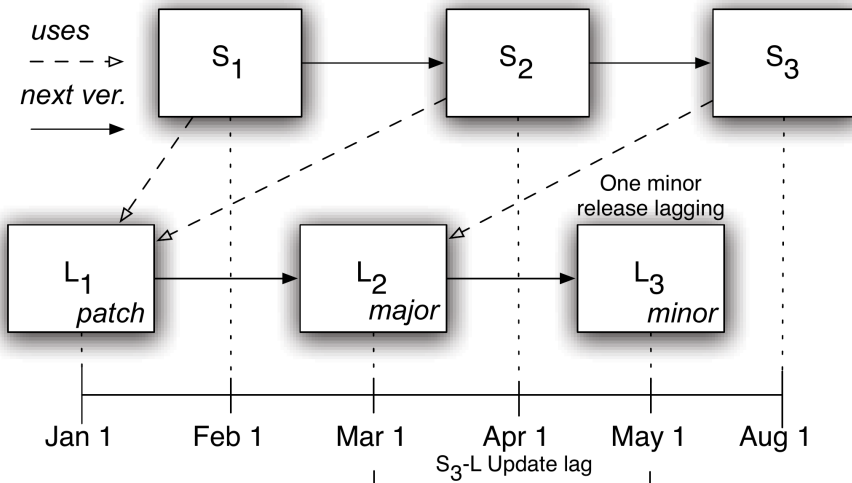 uses
next ver.
S1
S2
S3
One minor
release lagging
L1
patch
L2
major
L3
minor
Jan 1
Feb 1
Mar 1
Apr 1
May 1
Aug 1
S3-L Update lag